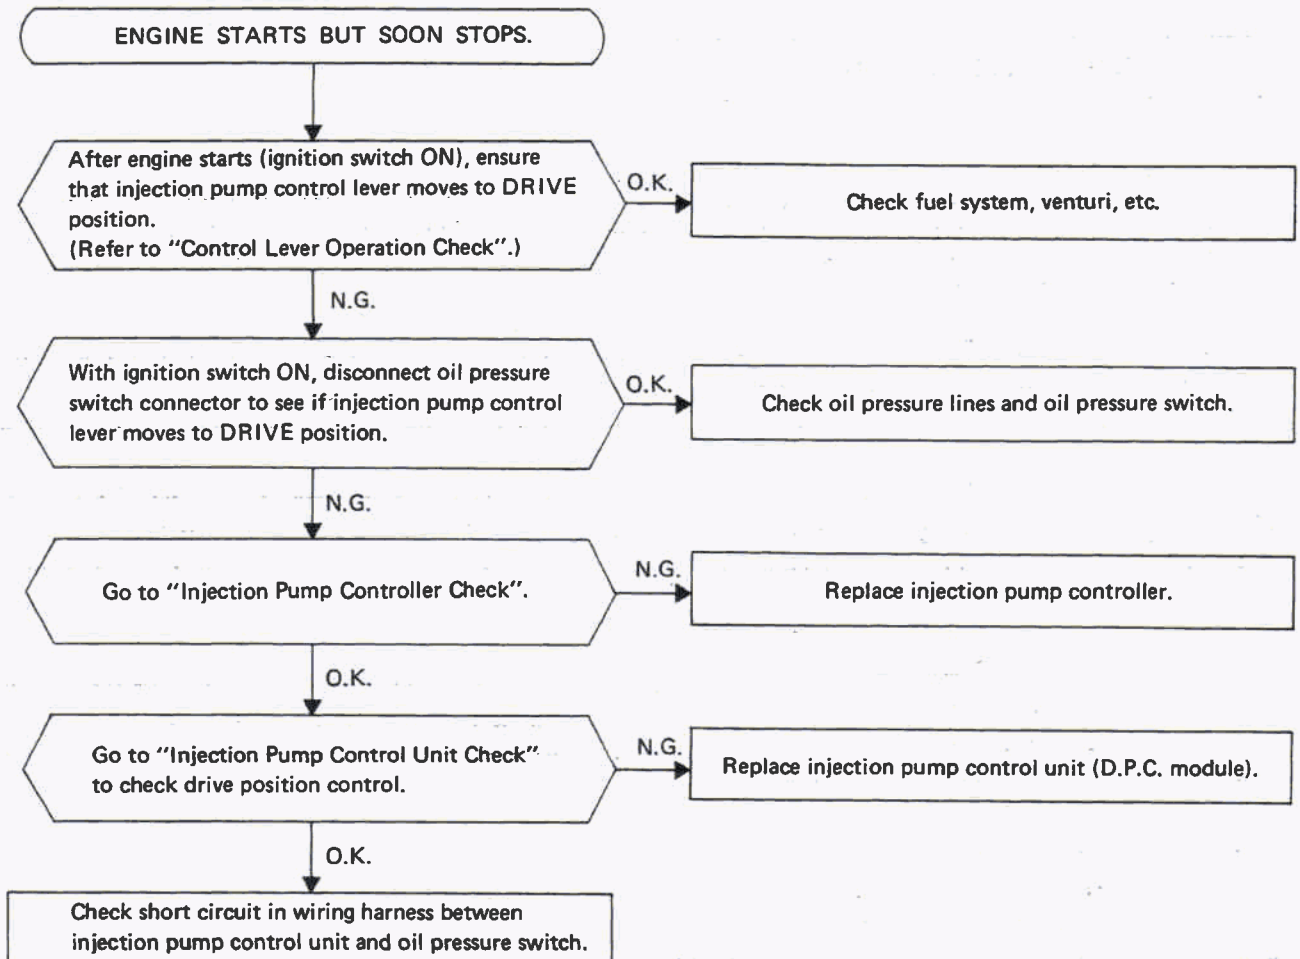 ENGINE STARTS BUT SOON STOPS.
After engine starts (ignition switch ON), ensure
that injection pump control lever moves to DRIVE
position.
(Refer to "Control Lever Operation Check".)
O.K.
Check fuel system, venturi, etc.
N.G.
With ignition switch ON, disconnect oil pressure
switch connector to see if injection pump control
lever moves to DRIVE position.
O.K.
Check oil pressure lines and oil pressure switch.
N.G.
Go to "Injection Pump Controller Check".
N.G.
Replace injection pump controller.
O.K.
Go to "Injection Pump Control Unit Check"
to check drive position control.
N.G.
Replace injection pump control unit (D.P.C. module).
O.K.
Check short circuit in wiring harness between
injection pump control unit and oil pressure switch.